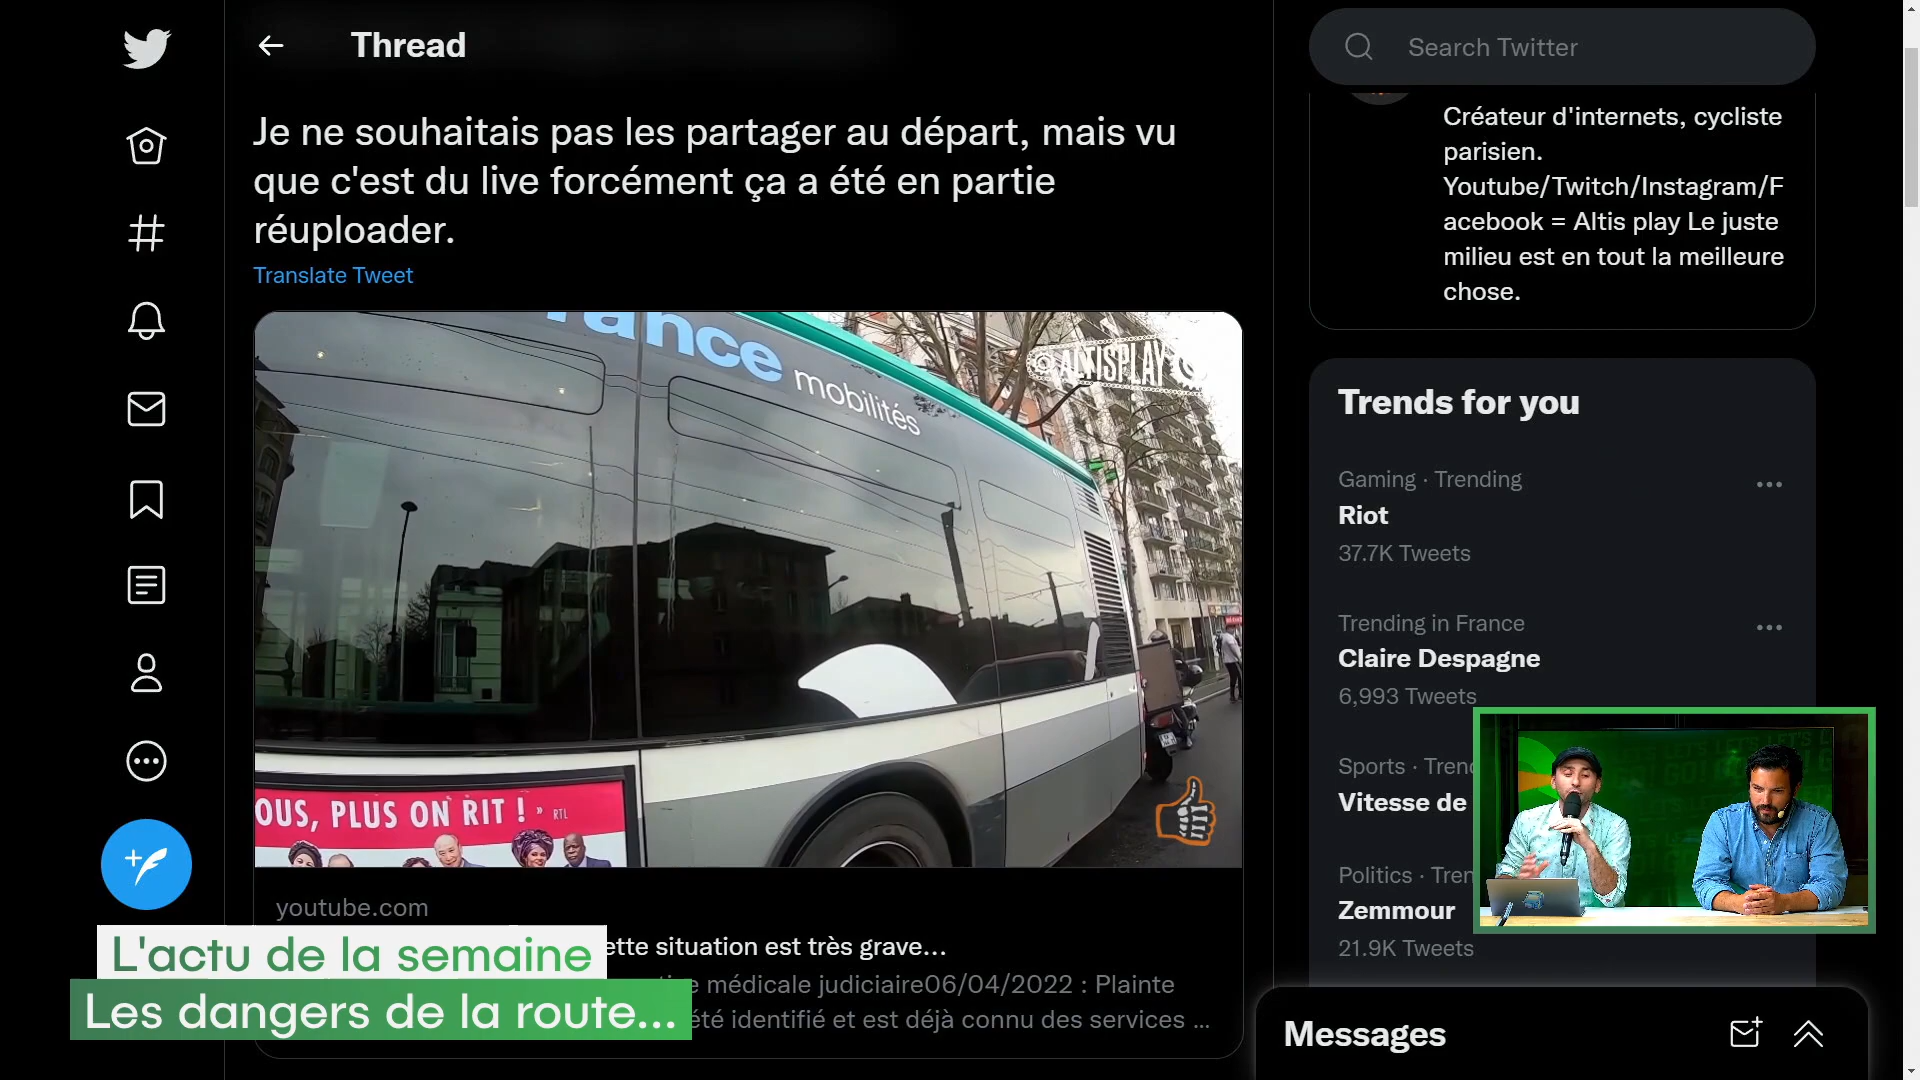 Thread
Search Twitter
Je ne souhaitais pas les partager au départ, mais vu
que c'est du live forcément ça a été en partie
réuploader.
Translate Tweet
Créateur d'internets, cycliste
parisien.
Youtube/Twitch/Instagram/F
acebook = Altis play Le juste
milieu est en tout la meilleure
chose.
rance
mobilités
ALTISPLAY
OUS, PLUS ON RIT ! » RTL
Trends for you
Gaming · Trending
Riot
37.7K Tweets
Trending in France
Claire Despagne
6,993 Tweets
Sports · Trend
Vitesse de
Politics · Tren
Zemmour
21.9K Tweets
youtube.com
ette situation est très grave...
e médicale judiciaire06/04/2022 : Plainte
été identifié et est déjà connu des services ...
L'actu de la semaine
Les dangers de la route...
Messages